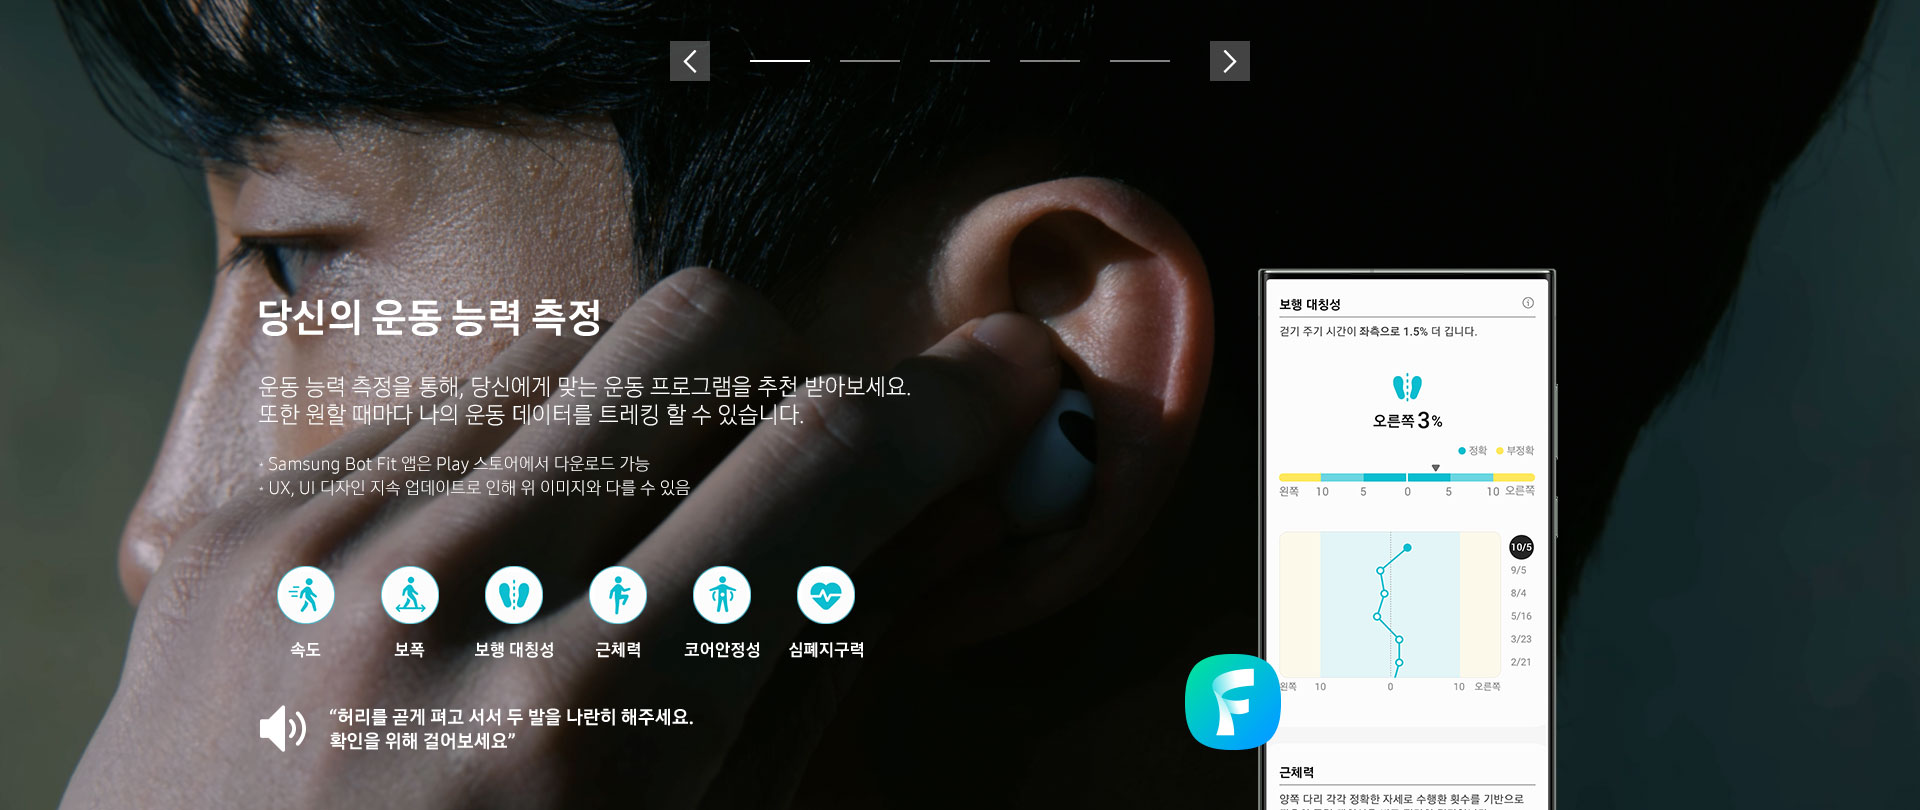 당신의 운동 능력 측정
운동 능력 측정을 통해, 당신에게 맞는 운동 프로그램을 추천 받아보세요.
또한 원할 때마다 나의 운동 데이터를 트레킹 할 수 있습니다.
· Samsung Bot Fit 앱은 Play 스토어에서 다운로드 가능
· UX, UI 디자인 지속 업데이트로 인해 위 이미지와 다를 수 있음
속도
보폭
보행 대칭성
근체력
코어안정성
심폐지구력
“허리를 곧게 펴고 서서 두 발을 나란히 해주세요.
확인을 위해 걸어보세요”
보행 대칭성
걷기 주기 시간이 좌측으로 1.5% 더 깁니다.
오른쪽 3%
정확 부정확
왼쪽 10 5 0 5 10 오른쪽
10/5
9/5
8/4
5/16
3/23
2/21
왼쪽 10 0 10 오른쪽
근체력
양쪽 다리 각각 정확한 자세로 수행한 횟수를 기반으로